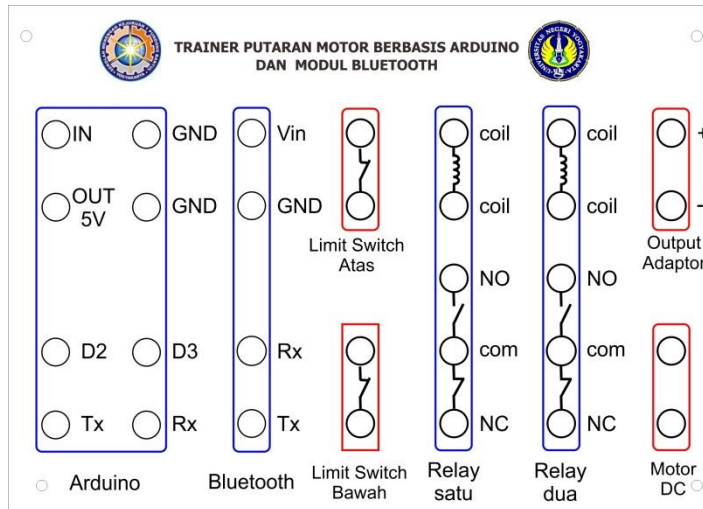 TRAINER PUTARAN MOTOR BERBASIS ARDUINO
DAN MODUL BLUETOOTH
IN
GND
OUT
5V
GND
D2
D3
Tx
Rx
Arduino
Vin
GND
Rx
Tx
Bluetooth
Limit Switch
Atas
Limit Switch
Bawah
coil
coil
NO
com
NC
Relay
satu
coil
coil
NO
com
NC
Relay
dua
+
-
Output
Adaptor
Motor
DC